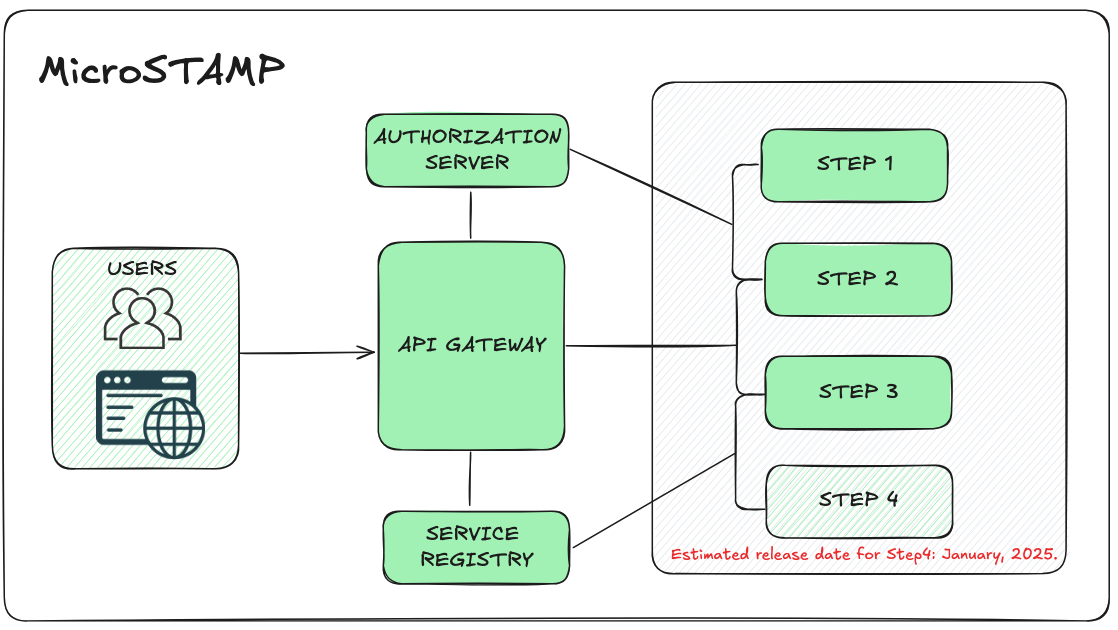 MicroSTAMP
AUTHORIZATION
SERVER
STEP 1
USERS
STEP 2
API GATEWAY
STEP 3
STEP 4
SERVICE
REGISTRY
Estimated release date for Step4: January, 2025.